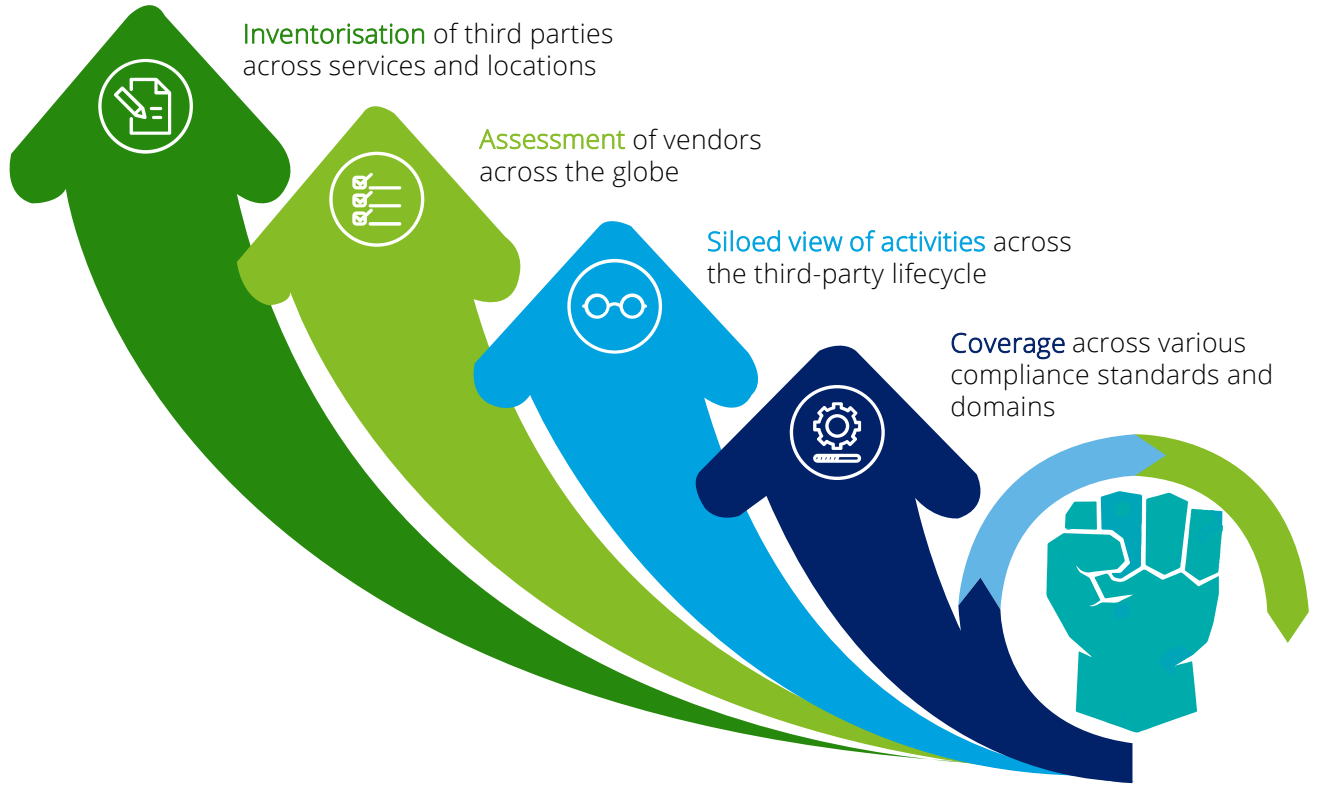 Inventorisation of third parties
across services and locations
Assessment of vendors
across the globe
Siloed view of activities across
the third-party lifecycle
Coverage across various
compliance standards and
domains